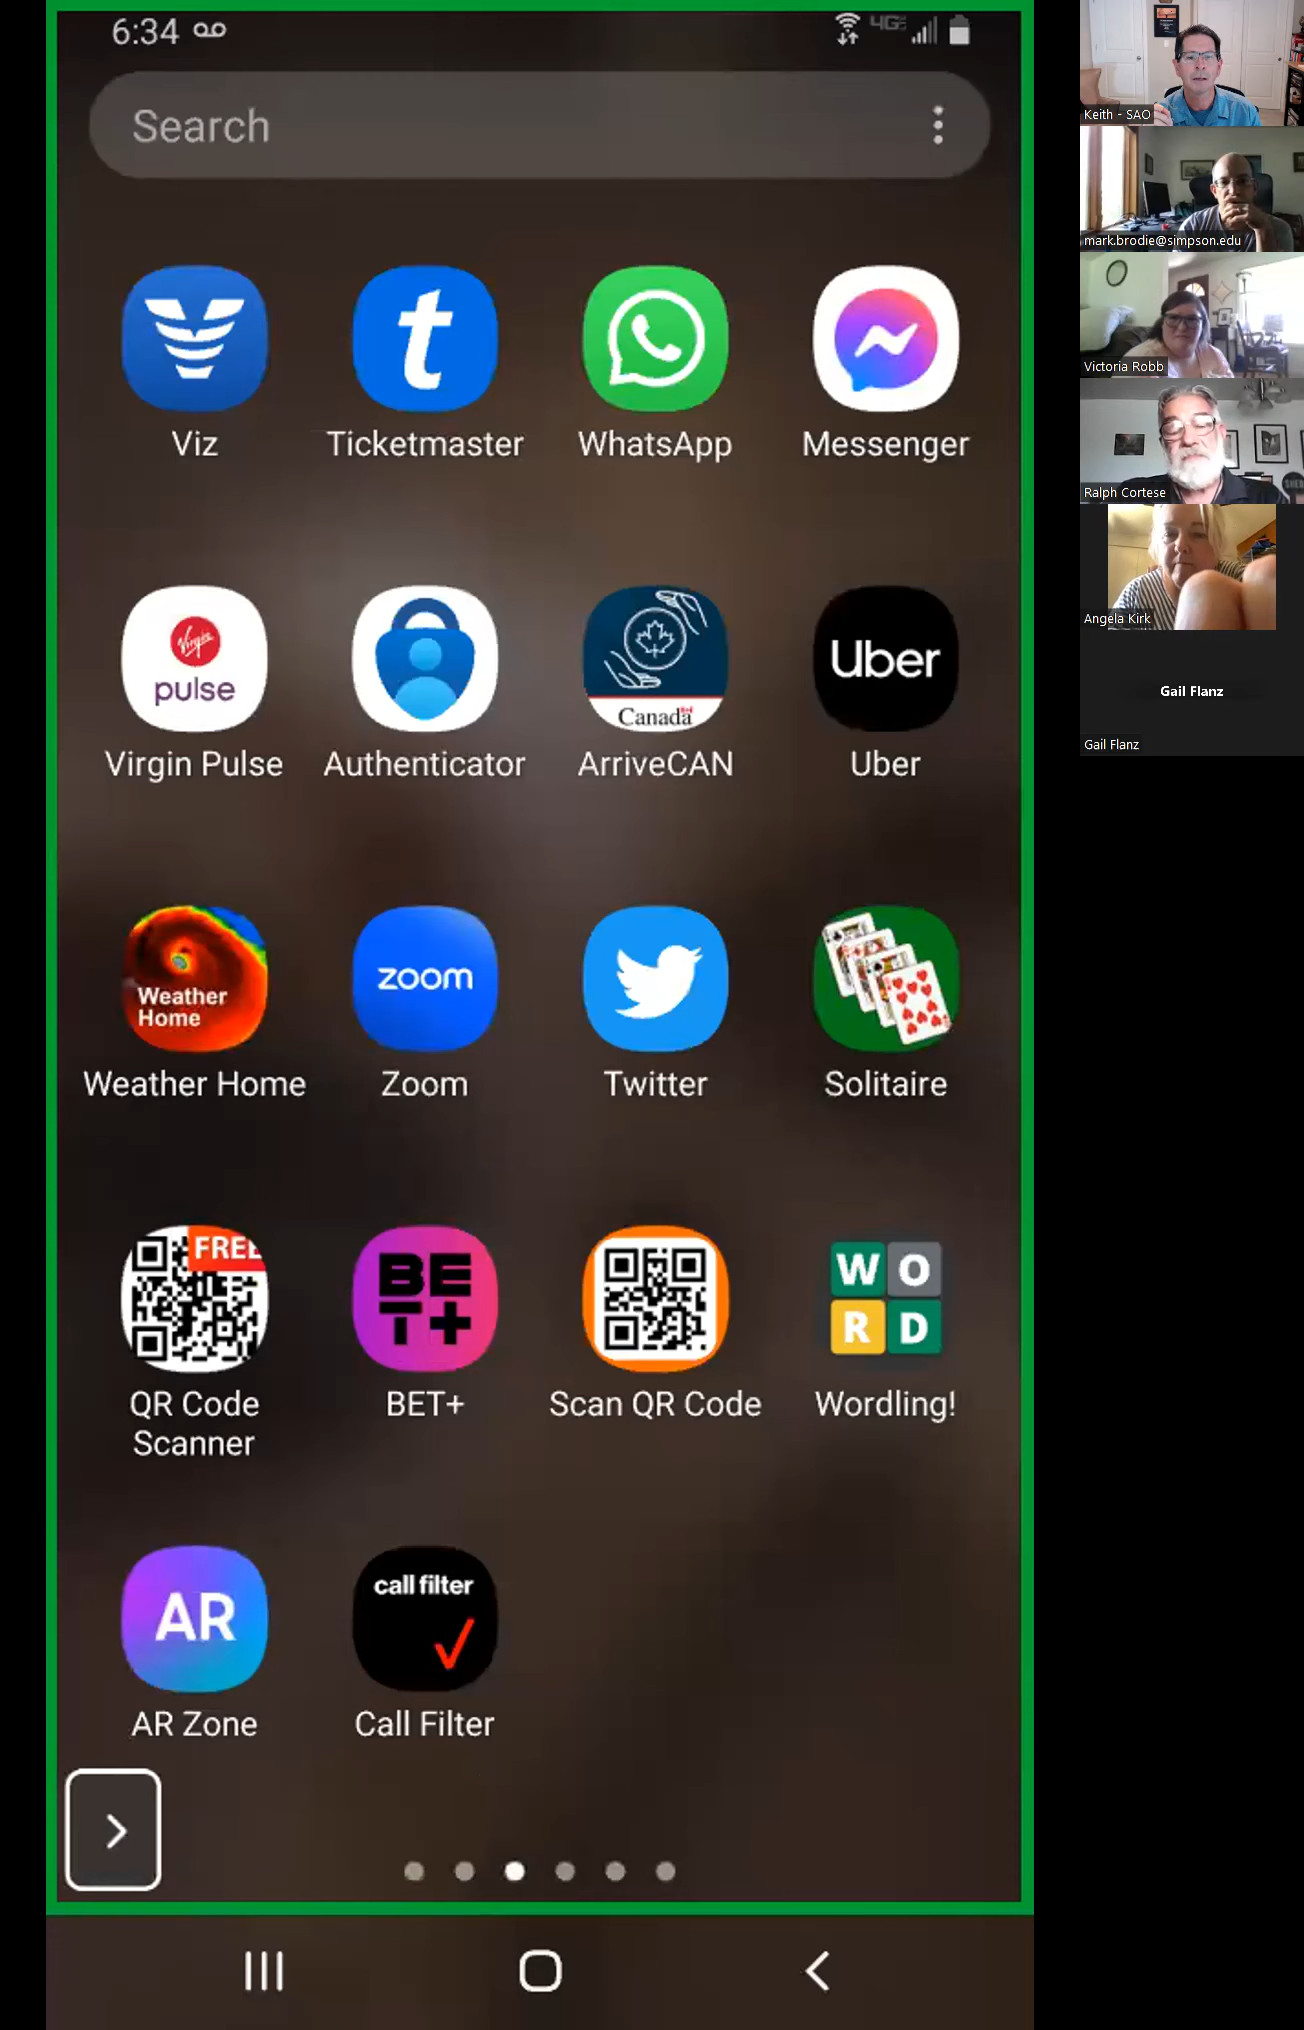 6:34
4G
Search
t
Viz
Ticketmaster
WhatsApp
Messenger
Virgin
pulse
Canada
Uber
Virgin Pulse
Authenticator
ArriveCAN
Uber
Weather
Home
zoom
Weather Home
Zoom
Twitter
Solitaire
FREE
BE
T+
W O
R D
QR Code
Scanner
BET+
Scan QR Code
Wordling!
AR
call filter
AR Zone
Call Filter
Keith - SAO
mark.brodie@simpson.edu
Victoria Robb
Ralph Cortese
Angela Kirk
Gail Flanz
Gail Flanz